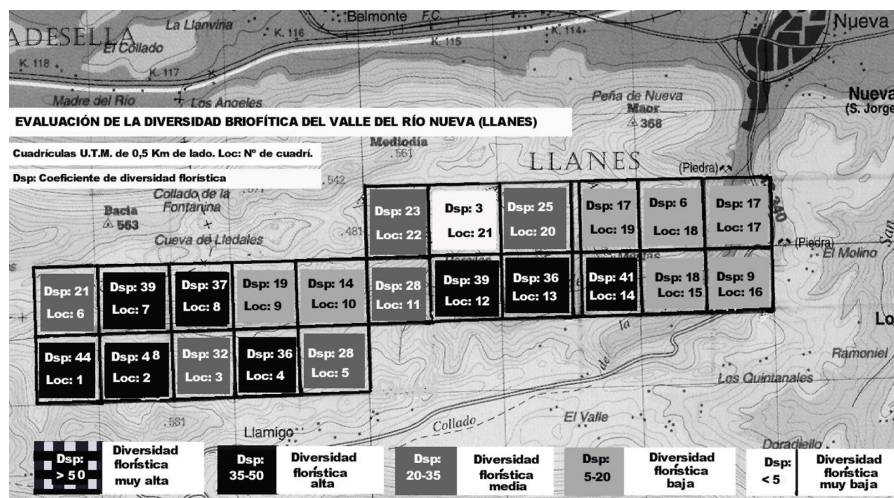 Belmonte
F.C.
Nueva
ADESELLA
La Llavina
El Collado
K. 116
K. 115
K. 114
K. 118
K. 117
Madre del Río
Los Angeles
Peña de Nueva
Maor
368
Nueva
(S. Jorge
EVALUACIÓN DE LA DIVERSIDAD BRIOFÍTICA DEL VALLE DEL RÍO NUEVA (LLANES)
Mediodía
561
Cuadrículas U.T.M. de 0,5 Km de lado. Loc: Nº de cuadrí.
LLANES
(Piedra)
Dsp: Coeficiente de diversidad florística
542
571
Collado de la
Fontanina
Bacia
563
Cueva de Lledales
481
340
San
Dsp: 23
Loc: 22
Dsp: 3
Loc: 21
Dsp: 25
Loc: 20
Dsp: 17
Loc: 19
Dsp: 6
Loc: 18
Dsp: 17
Loc: 17
(Piedra)
El Molino
Dsp: 21
Loc: 6
Dsp: 39
Loc: 7
Dsp: 37
Loc: 8
Dsp: 19
Loc: 9
Dsp: 14
Loc: 10
Dsp: 28
Loc: 11
Dsp: 39
Loc: 12
Dsp: 36
Loc: 13
Dsp: 41
Loc: 14
Dsp: 18
Loc: 15
Dsp: 9
Loc: 16
Lo
Dsp: 44
Loc: 1
Dsp: 48
Loc: 2
Dsp: 32
Loc: 3
Dsp: 36
Loc: 4
Dsp: 28
Loc: 5
de la
Ramoniel
Los Quintanales
581
Llamigo
Collado
El Valle
Doradiello
Dsp:
> 50
Diversidad
florística
muy alta
Dsp:
35-50
Diversidad
florística
alta
Dsp:
20-35
Diversidad
florística
media
Dsp:
5-20
Diversidad
florística
baja
Dsp:
< 5
Diversidad
florística
muy baja